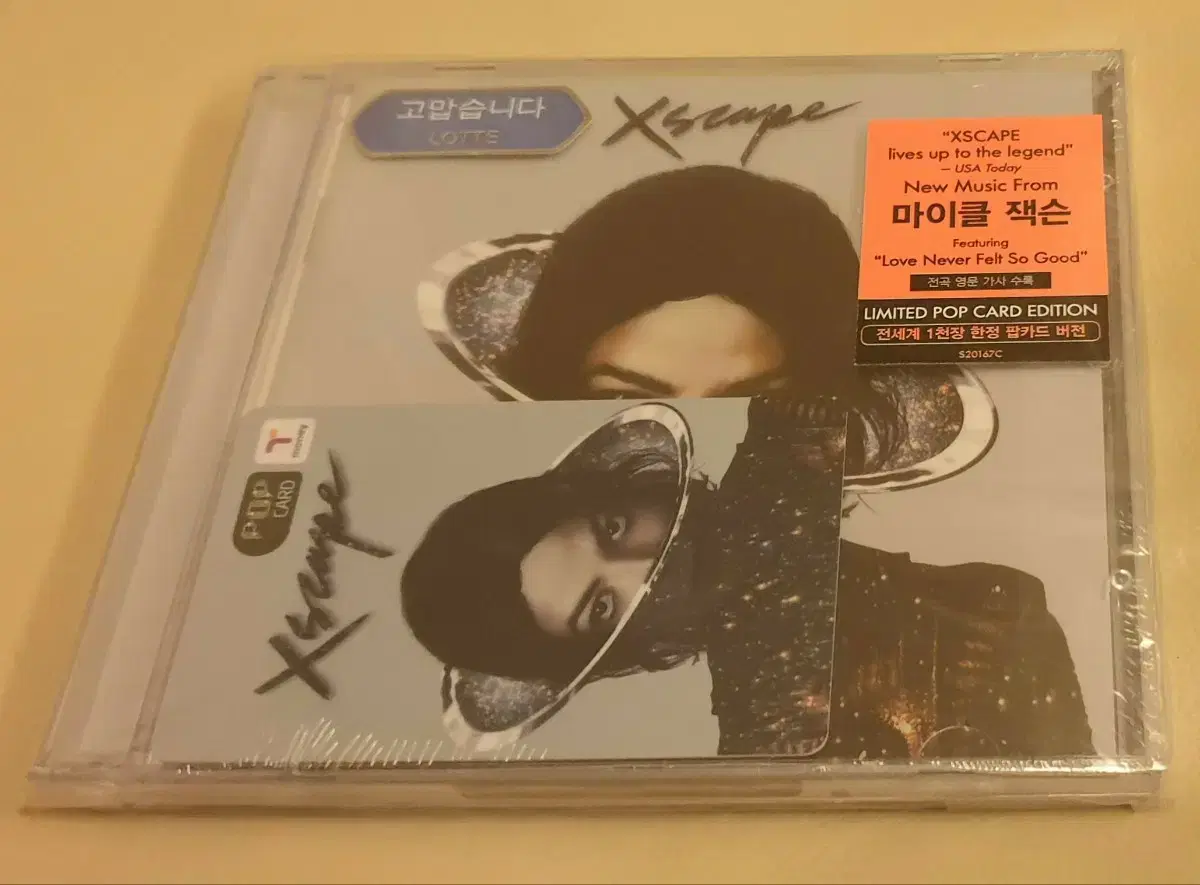 고맙습니다
LOTTE
Xscape
“XSCAPE
lives up to the legend”
– USA Today
New Music From
마이클 잭슨
Featuring
“Love Never Felt So Good”
전곡 영문 가사 수록
LIMITED POP CARD EDITION
전세계 1천장 한정 팝카드 버전
S20167C
T
money
POP
CARD
Xscape